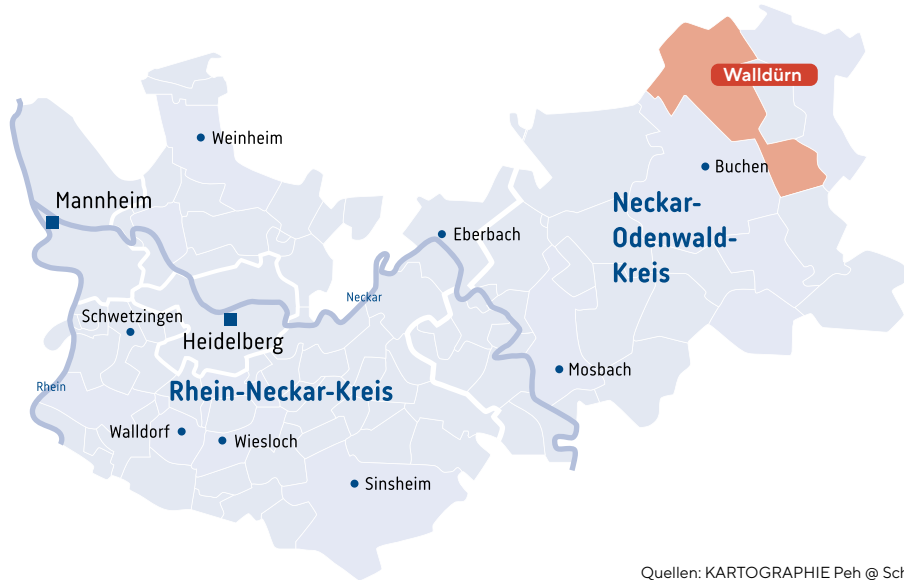 Walldürn
Weinheim
Buchen
Mannheim
Neckar-
Odenwald-
Kreis
Eberbach
Neckar
Schwetzingen
Heidelberg
Mosbach
Rhein
Rhein-Neckar-Kreis
Walldorf
Wiesloch
Sinsheim
Quellen: KARTOGRAPHIE Peh @ Sch